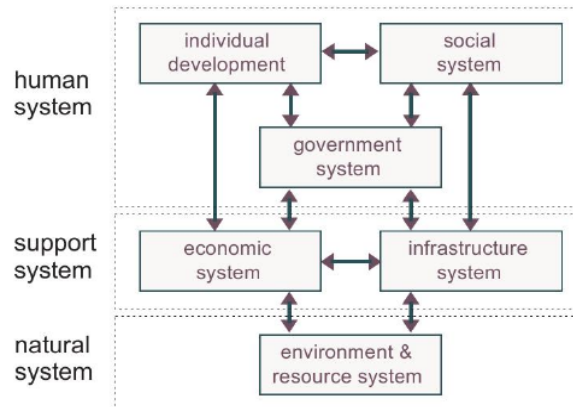 human
system
individual
development
social
system
government
system
support
system
economic
system
infrastructure
system
natural
system
environment &
resource system